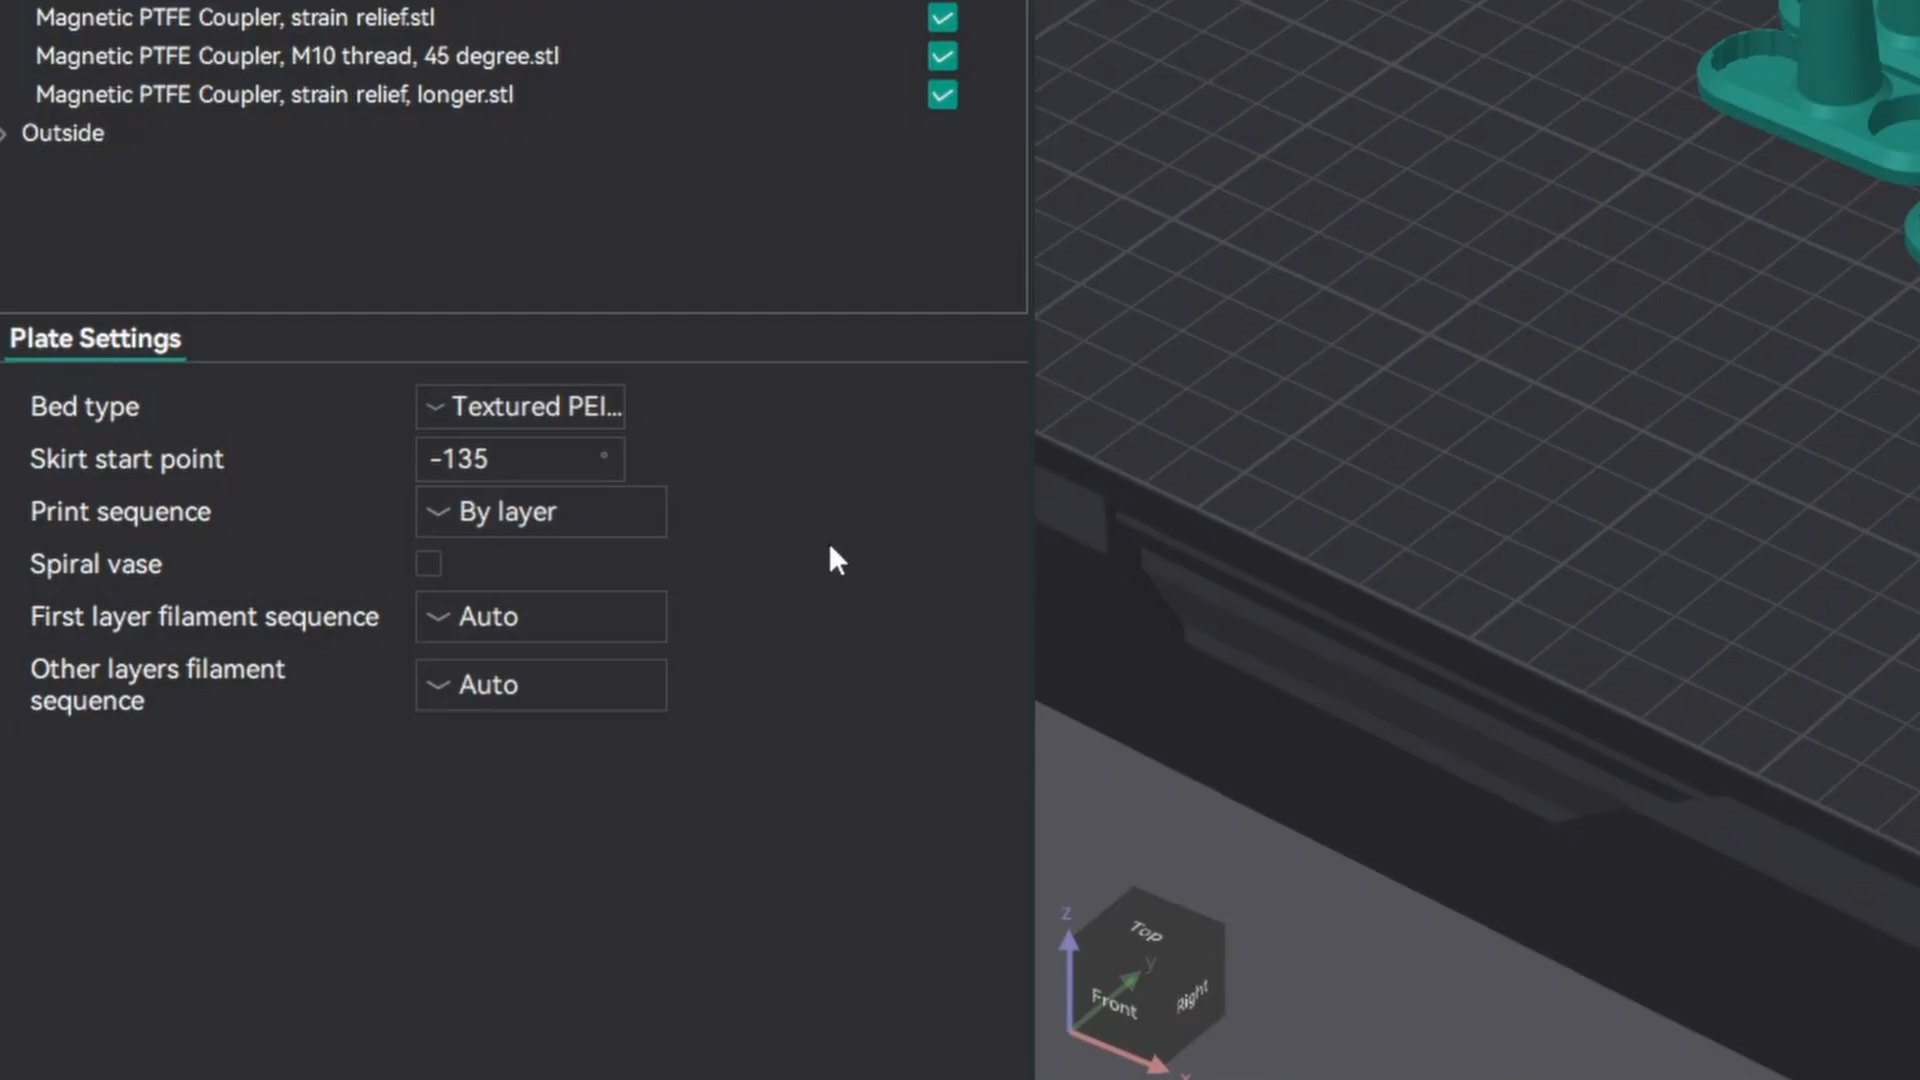 Magnetic PTFE Coupler, strain relief.stl
Magnetic PTFE Coupler, M10 thread, 45 degree.stl
Magnetic PTFE Coupler, strain relief, longer.stl
Outside
Plate Settings
Bed type
Textured PEI...
Skirt start point
-135 °
Print sequence
By layer
Spiral vase
First layer filament sequence
Auto
Other layers filament
sequence
Auto
z
Top
y
Front
Right
x